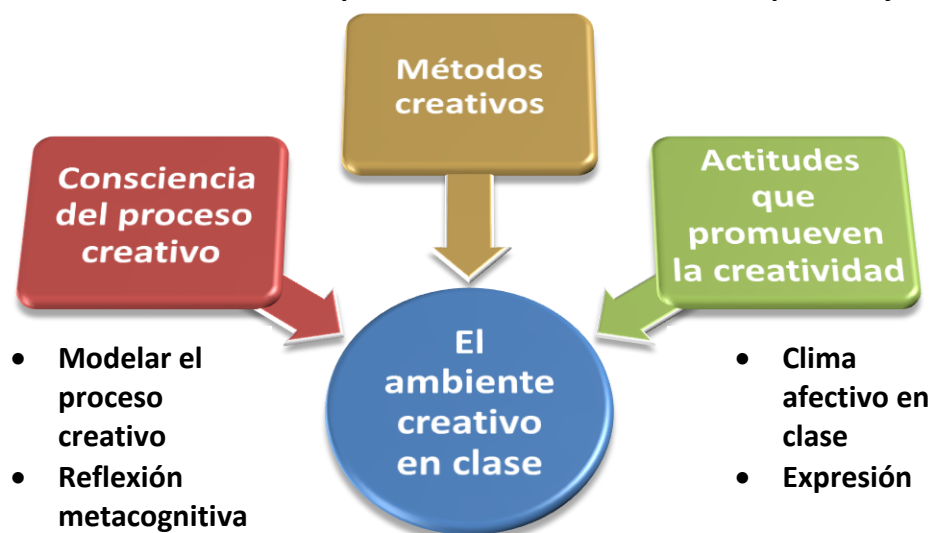 Métodos
creativos
Consciencia
del proceso
creativo
Actitudes
que
promueven
la creatividad
El
ambiente
creativo
en clase
• Modelar el
proceso
creativo
• Reflexión
metacognitiva
• Clima
afectivo en
clase
• Expresión